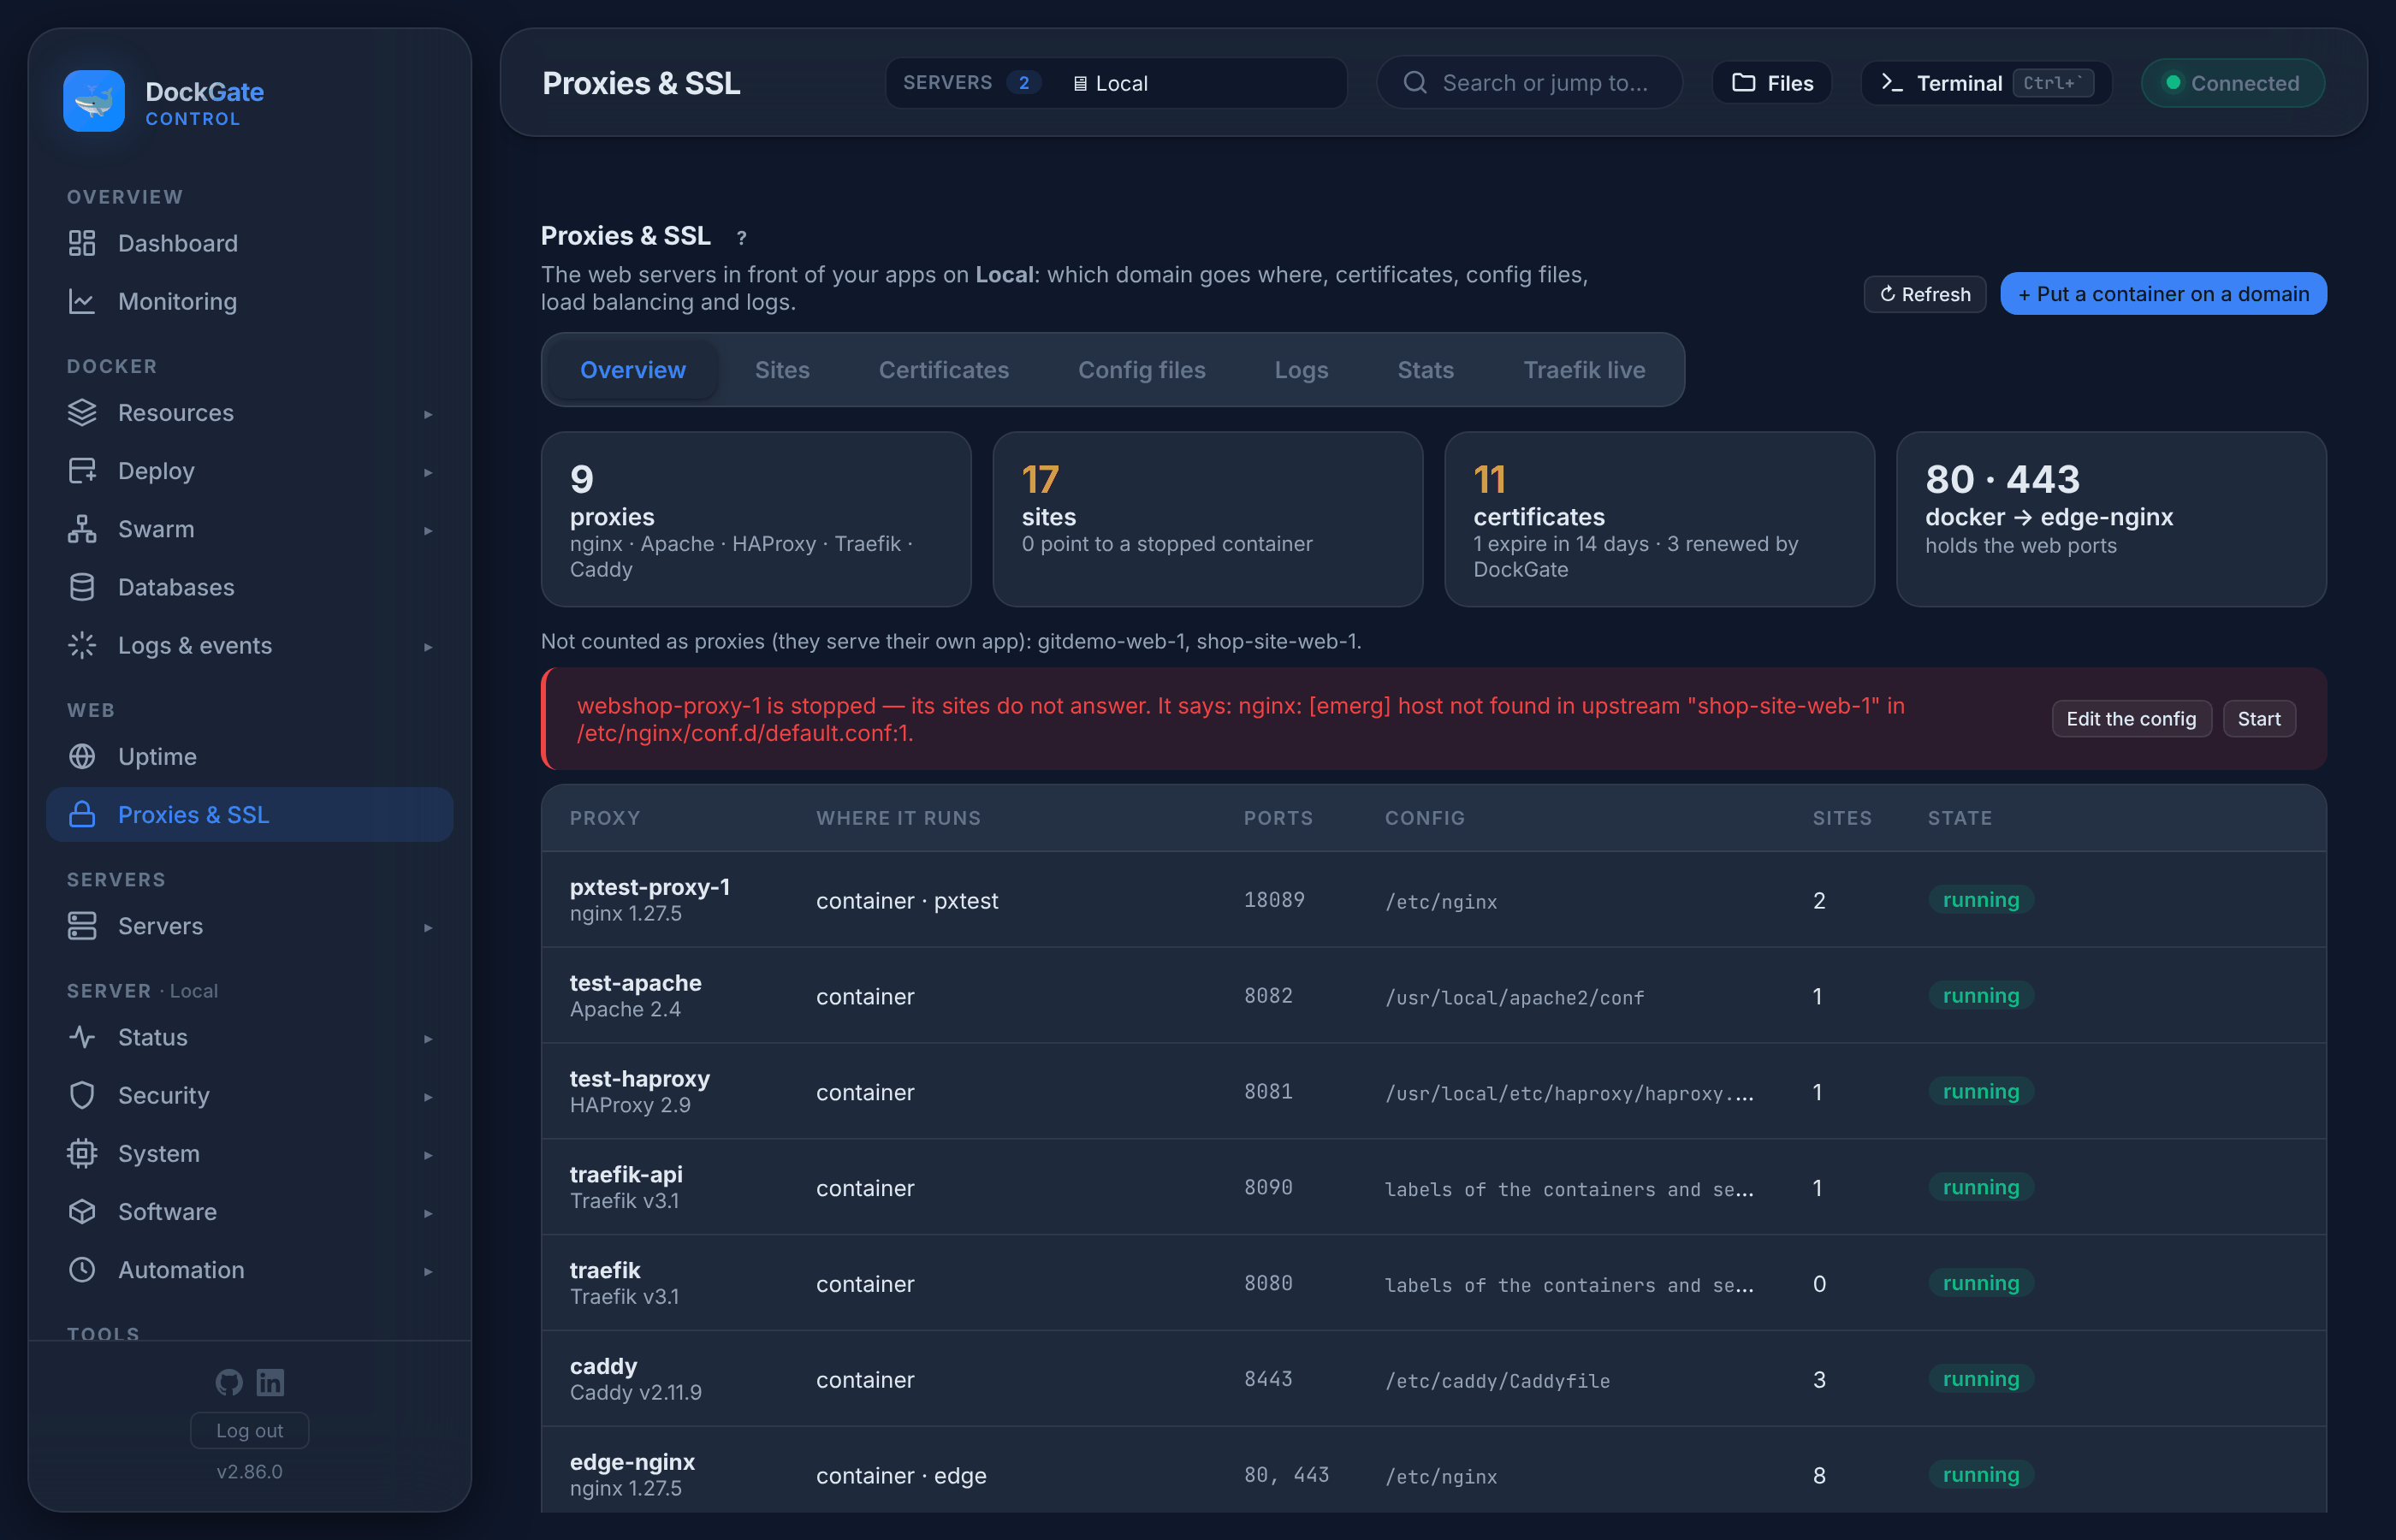 DockGate
CONTROL
OVERVIEW
Dashboard
Monitoring
DOCKER
Resources
Deploy
Swarm
Databases
Logs & events
WEB
Uptime
Proxies & SSL
SERVERS
Servers
SERVER · Local
Status
Security
System
Software
Automation
TOOLS
Log out
v2.86.0
Proxies & SSL
SERVERS 2 Local
Search or jump to...
Files
Terminal Ctrl+`
Connected
Proxies & SSL ?
The web servers in front of your apps on Local: which domain goes where, certificates, config files,
load balancing and logs.
Refresh
+ Put a container on a domain
Overview Sites Certificates Config files Logs Stats Traefik live
9
proxies
nginx · Apache · HAProxy · Traefik ·
Caddy
17
sites
0 point to a stopped container
11
certificates
1 expire in 14 days · 3 renewed by
DockGate
80 · 443
docker → edge-nginx
holds the web ports
Not counted as proxies (they serve their own app): gitdemo-web-1, shop-site-web-1.
webshop-proxy-1 is stopped — its sites do not answer. It says: nginx: [emerg] host not found in upstream "shop-site-web-1" in
/etc/nginx/conf.d/default.conf:1.
Edit the config
Start
PROXY WHERE IT RUNS PORTS CONFIG SITES STATE
pxtest-proxy-1
nginx 1.27.5
container · pxtest 18089 /etc/nginx 2 running
test-apache
Apache 2.4
container 8082 /usr/local/apache2/conf 1 running
test-haproxy
HAProxy 2.9
container 8081 /usr/local/etc/haproxy/haproxy.... 1 running
traefik-api
Traefik v3.1
container 8090 labels of the containers and se... 1 running
traefik
Traefik v3.1
container 8080 labels of the containers and se... 0 running
caddy
Caddy v2.11.9
container 8443 /etc/caddy/Caddyfile 3 running
edge-nginx
nginx 1.27.5
container · edge 80, 443 /etc/nginx 8 running